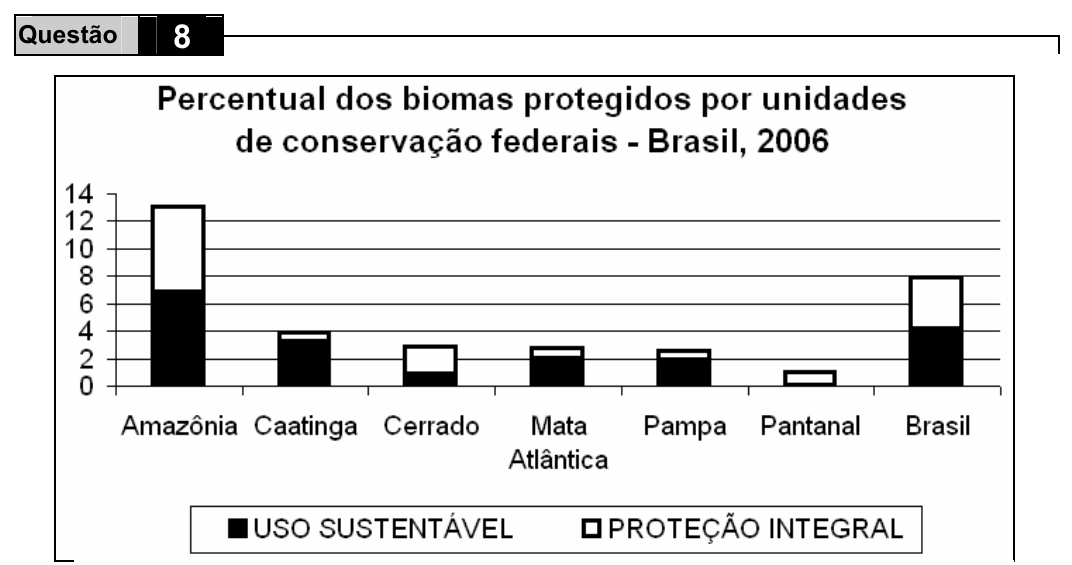 Questão 8
Percentual dos biomas protegidos por unidades
de conservação federais - Brasil, 2006
14
12
10
8
6
4
2
0
Amazônia Caatinga Cerrado Mata Atlântica Pampa Pantanal Brasil
USO SUSTENTÁVEL PROTEÇÃO INTEGRAL